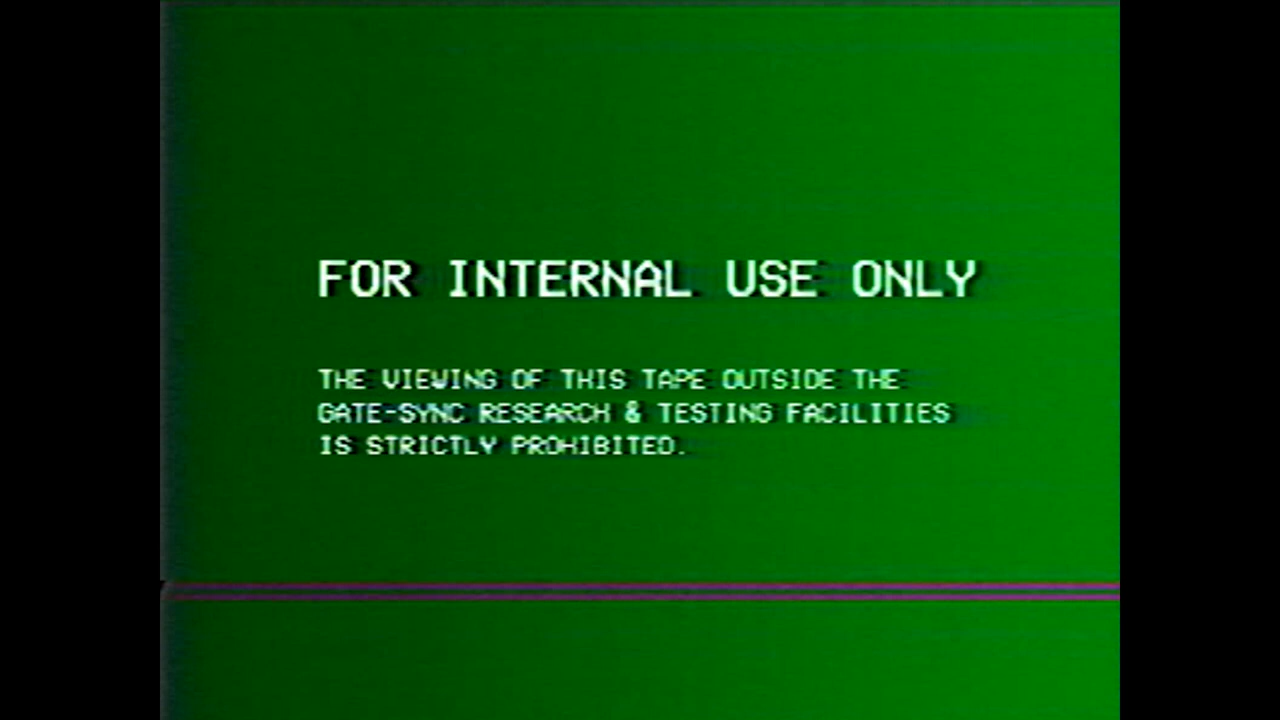 FOR INTERNAL USE ONLY
THE VIEWING OF THIS TAPE OUTSIDE THE
GATE-SYNC RESEARCH & TESTING FACILITIES
IS STRICTLY PROHIBITED.